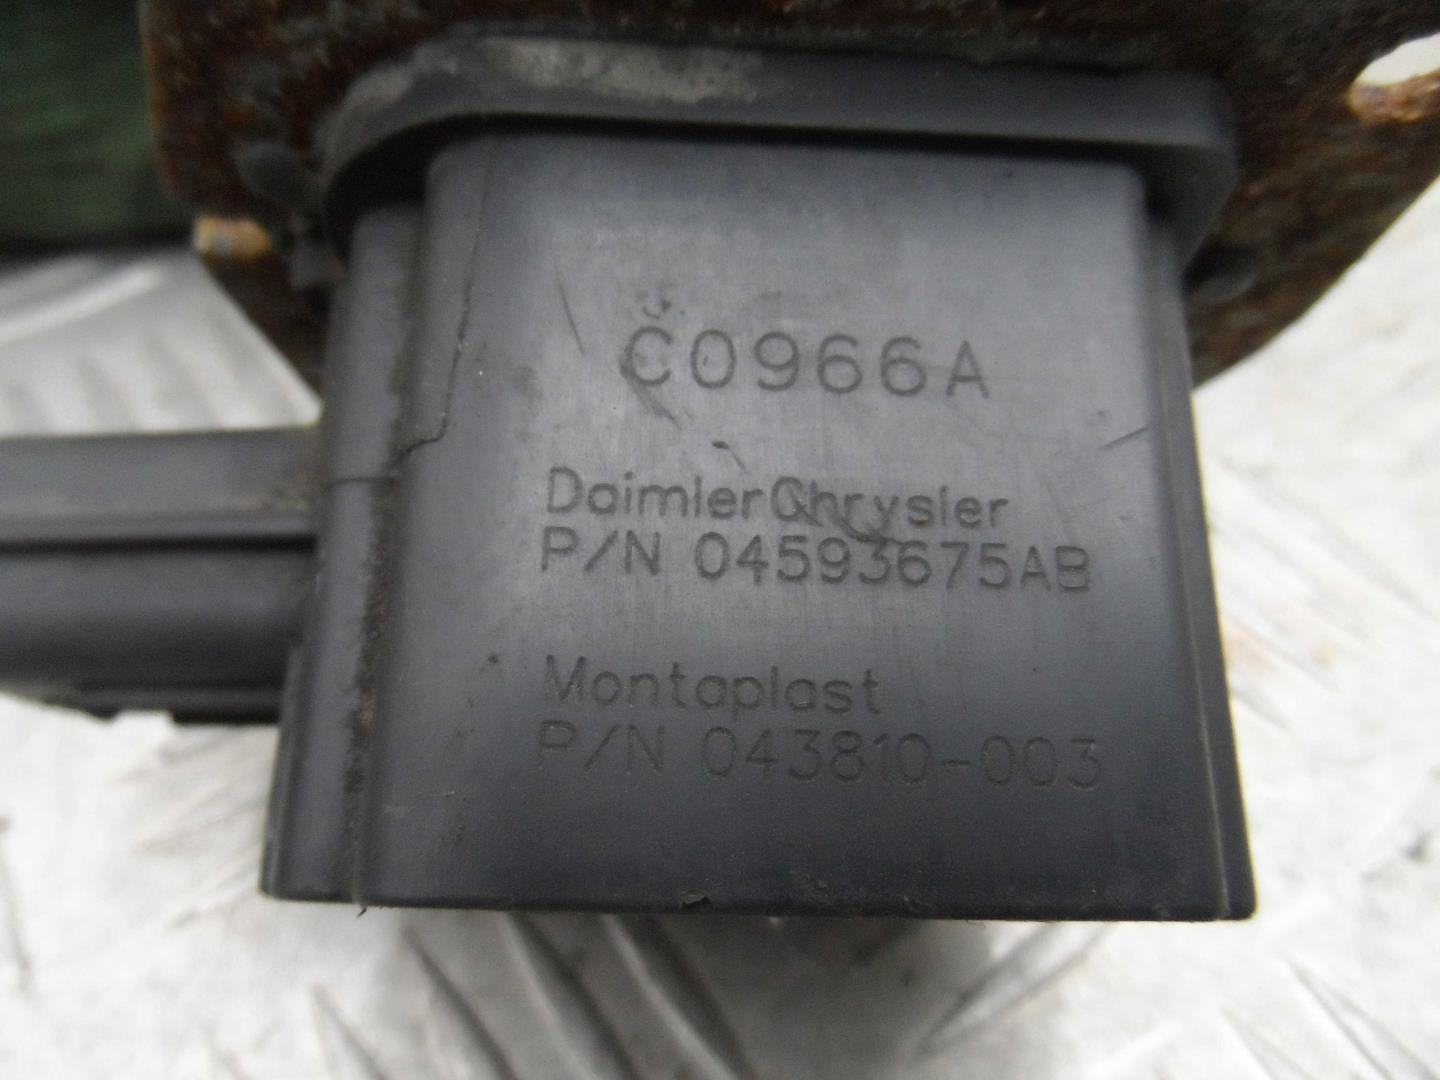 C0966A
DaimlerChrysler
P/N 04593675AB
Montaplast
P/N 043810-003